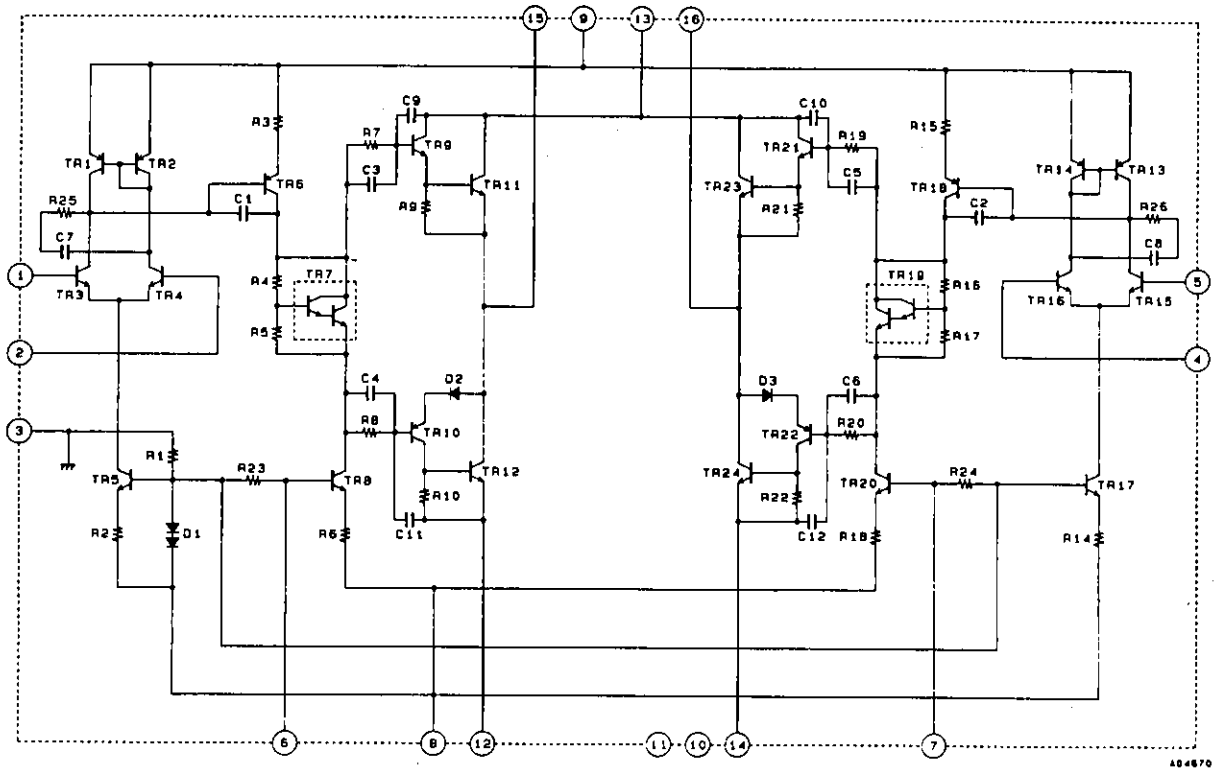 15
9
13
16
C9
C10
R3
R7
TR9
TR21
R19
R15
TR1
TR2
TR6
C3
TR11
TR23
C5
TR18
TR14
TR13
R25
C1
R9
R21
C2
R26
C7
C8
1
TR3
TR4
R4
TR7
TR19
R16
TR16
TR15
5
R5
R17
2
4
C4
D2
D3
C6
3
R1
R8
TR10
TR22
R20
TR5
R23
TR8
TR12
TR24
TR20
R24
TR17
R2
D1
R6
R10
R22
R18
R14
C11
C12
6
8
12
11
10
14
7
A04670